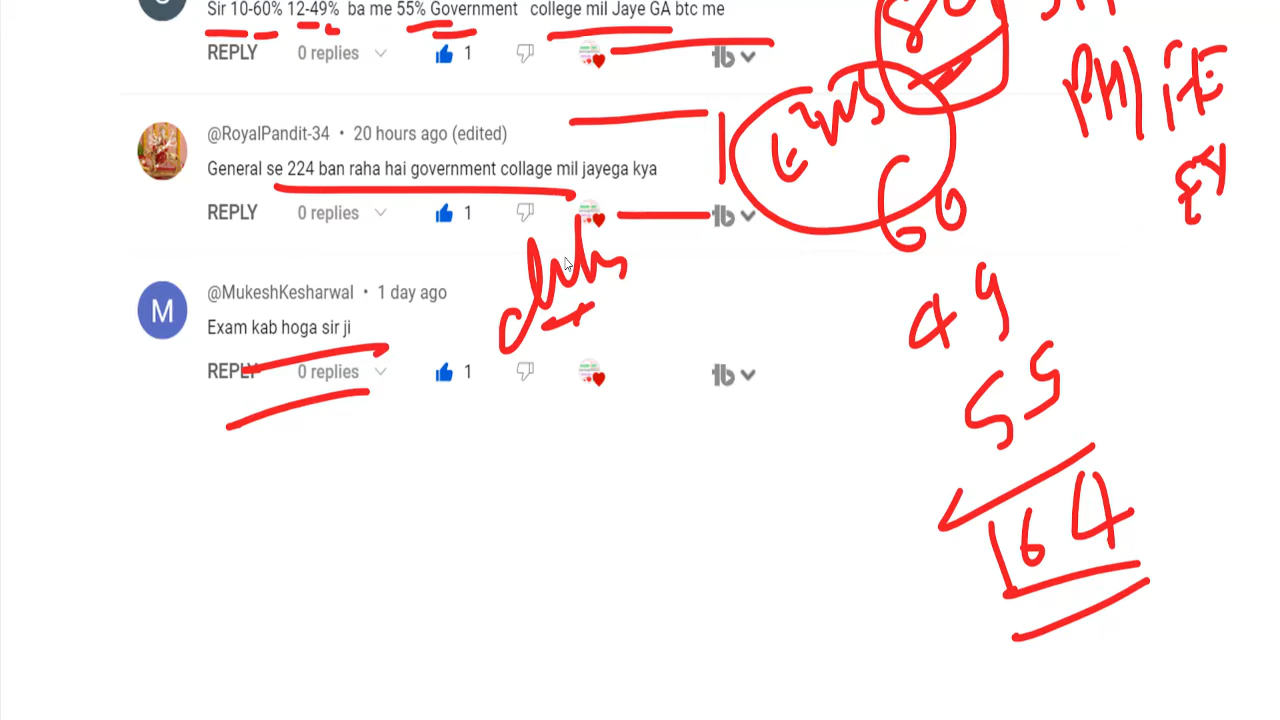 Sir 10-60% 12-49% ba me 55% Government college mil Jaye GA btc me
REPLY 0 replies 1
@RoyalPandit-34 • 20 hours ago (edited)
General se 224 ban raha hai government collage mil jayega kya
REPLY 0 replies 1
@MukeshKesharwal • 1 day ago
M
Exam kab hoga sir ji
REPLY 0 replies 1
EWS
PH
60
49
55
164